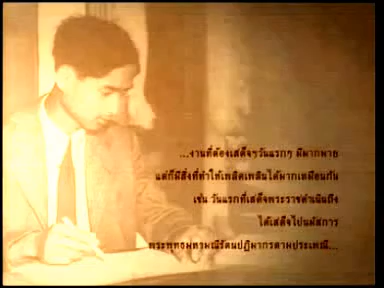 ...งานที่ต้องเสด็จๆวันแรกๆ มีมากมาย
แต่ก็มีสิ่งที่ทำให้เพลิดเพลินได้มากเหมือนกัน
เช่น วันแรกที่เสด็จพระราชดำเนินถึง
ได้เสด็จไปนมัสการ
พระพุทธมหามณีรัตนปฏิมากรตามประเพณี...